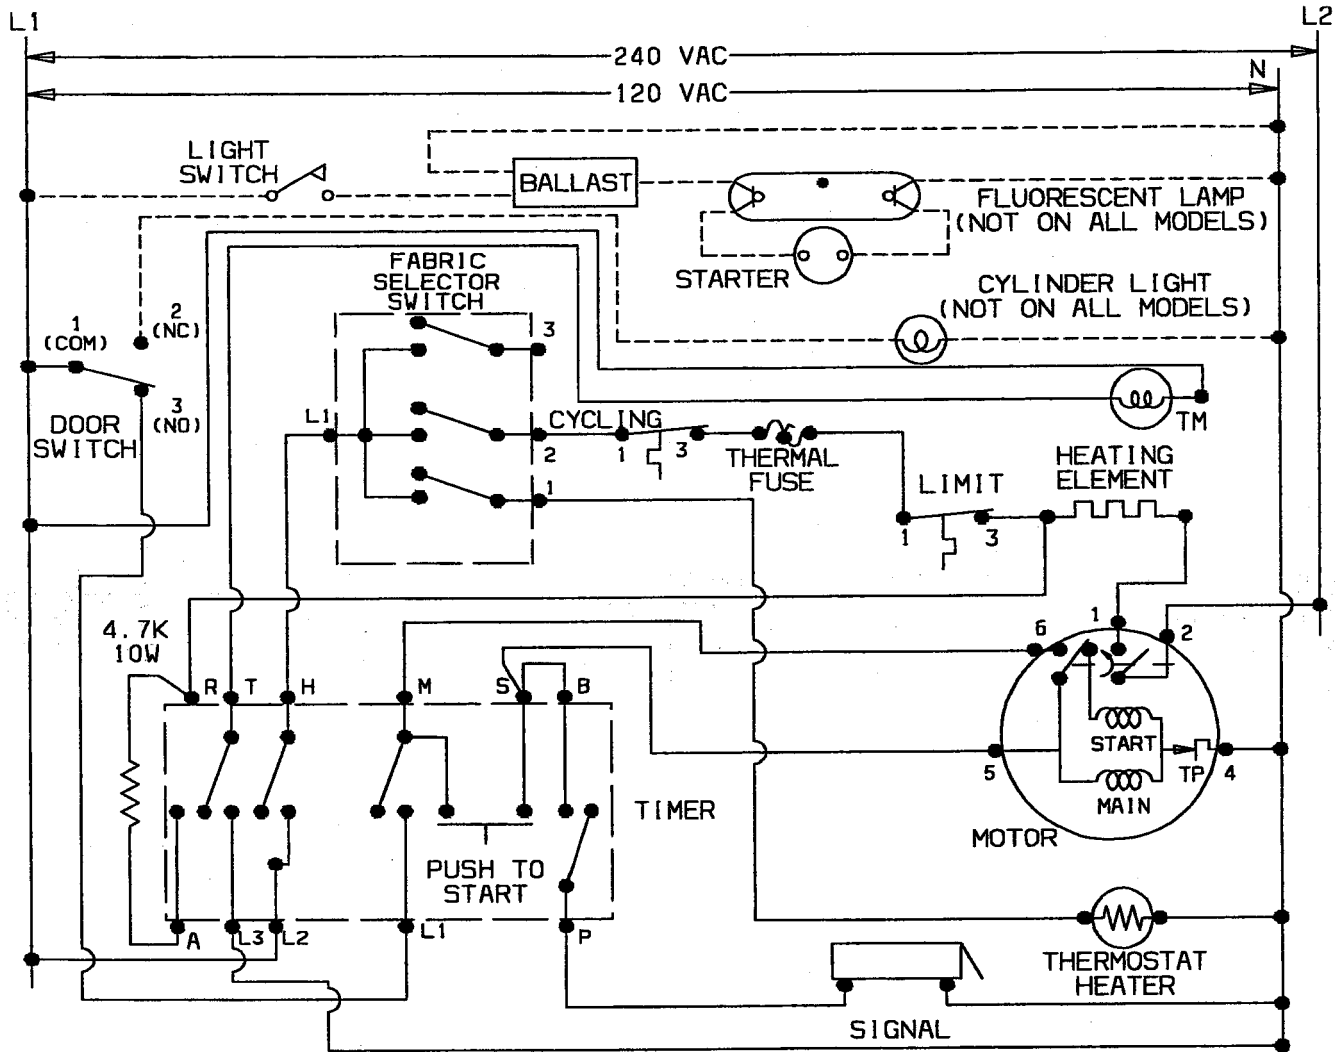 L1
L2
240 VAC
N
120 VAC
LIGHT
SWITCH
BALLAST
FLUORESCENT LAMP
(NOT ON ALL MODELS)
STARTER
FABRIC
SELECTOR
SWITCH
CYLINDER LIGHT
(NOT ON ALL MODELS)
1
(COM)
2
(NC)
3
(NO)
DOOR
SWITCH
3
L1
CYCLING
2
1
3
1
THERMAL
FUSE
TM
HEATING
ELEMENT
LIMIT
1
3
4.7K
10W
6
1
2
R
T
H
M
S
B
START
5
TP
4
MAIN
TIMER
MOTOR
PUSH TO
START
A
L3
L2
L1
P
THERMOSTAT
HEATER
SIGNAL